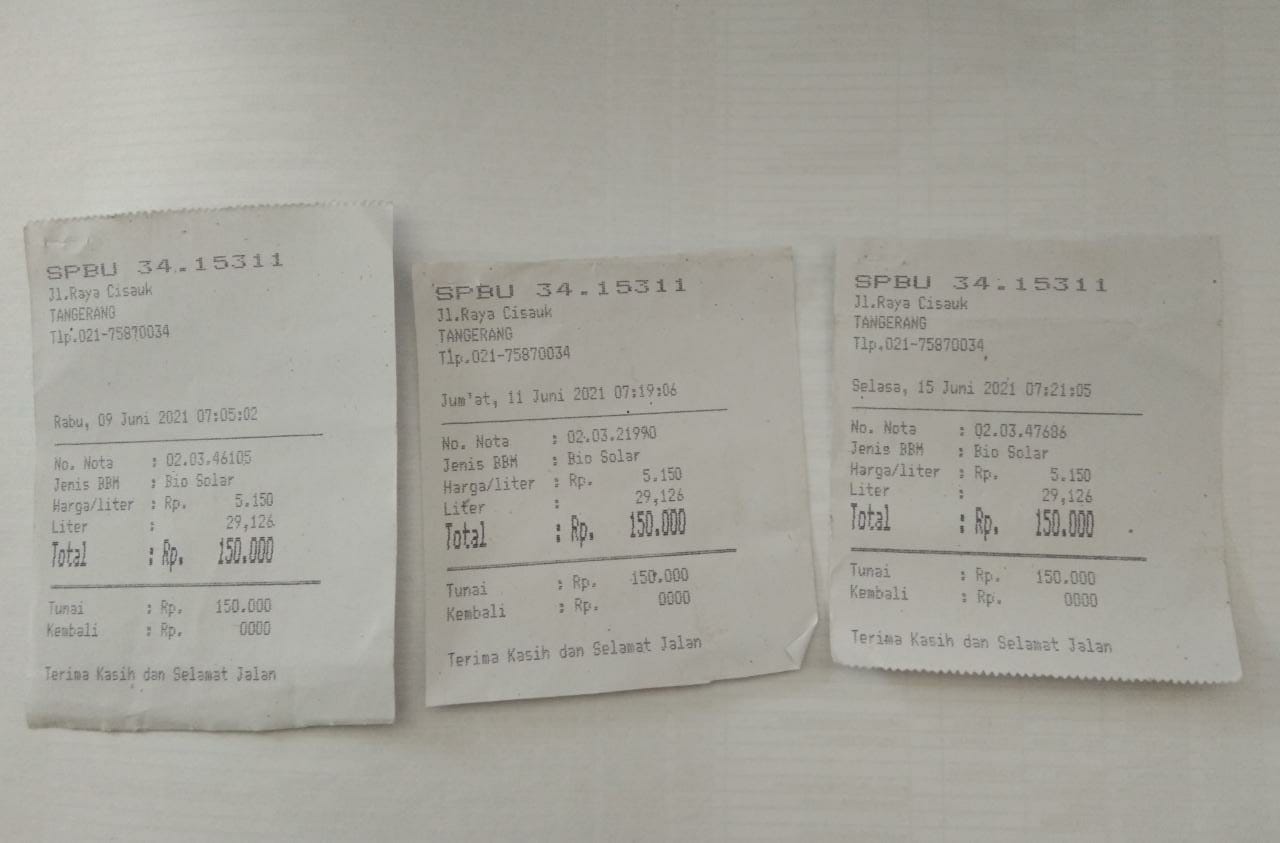 SPBU 34.15311
Jl.Raya Cisauk
TANGERANG
Tlp.021-75870034
Rabu, 09 Juni 2021 07:05:02
No. Nota : 02.03.46105
Jenis BBM : Bio Solar
Harga/liter : Rp. 5.150
Liter : 29,126
Total : Rp. 150.000
Tunai : Rp. 150.000
Kembali : Rp. 0000
Terima Kasih dan Selamat Jalan
SPBU 34.15311
Jl.Raya Cisauk
TANGERANG
Tlp.021-75870034
Jum'at, 11 Juni 2021 07:19:06
No. Nota : 02.03.21990
Jenis BBM : Bio Solar
Harga/liter : Rp. 5.150
Liter : 29,126
Total : Rp. 150.000
Tunai : Rp. 150.000
Kembali : Rp. 0000
Terima Kasih dan Selamat Jalan
SPBU 34.15311
Jl.Raya Cisauk
TANGERANG
Tlp.021-75870034
Selasa, 15 Juni 2021 07:21:05
No. Nota : 02.03.47686
Jenis BBM : Bio Solar
Harga/liter : Rp. 5.150
Liter : 29,126
Total : Rp. 150.000
Tunai : Rp. 150.000
Kembali : Rp. 0000
Terima Kasih dan Selamat Jalan